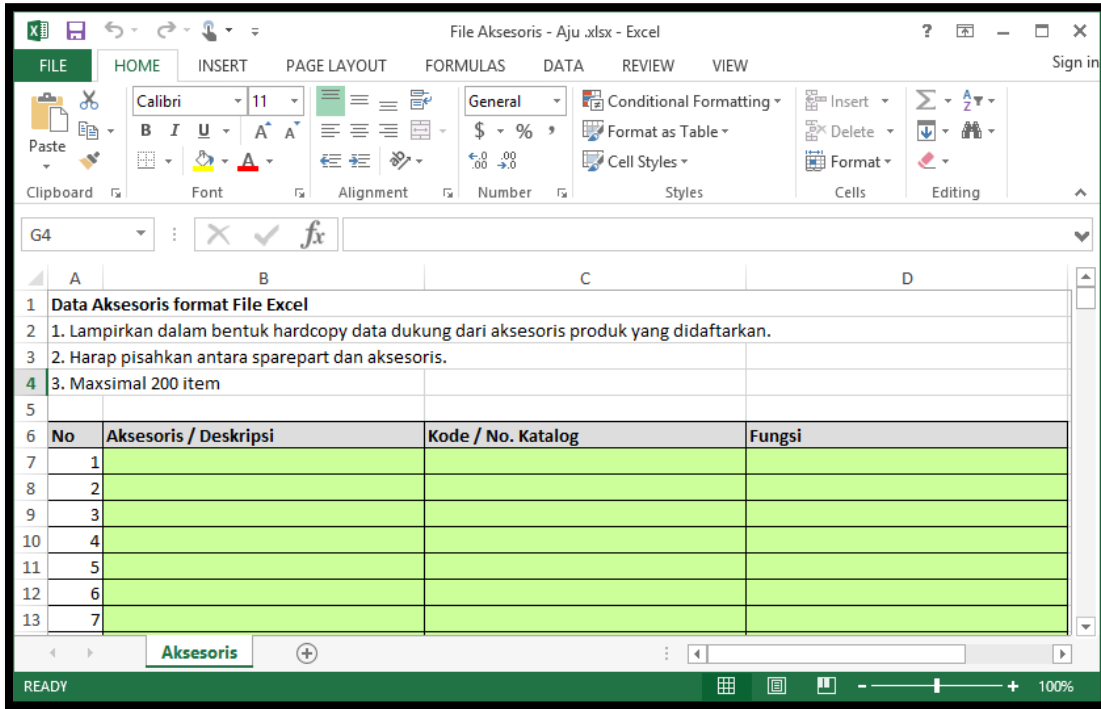 File Aksesoris - Aju .xlsx - Excel
FILE HOME INSERT PAGE LAYOUT FORMULAS DATA REVIEW VIEW Sign in
Calibri 11 General Conditional Formatting Insert
Paste B I U A A $ % , Format as Table Delete
A .00 .0 Cell Styles Format
Clipboard Font Alignment Number Styles Cells Editing
G4 fx
A B C D
1 Data Aksesoris format File Excel
2 1. Lampirkan dalam bentuk hardcopy data dukung dari aksesoris produk yang didaftarkan.
3 2. Harap pisahkan antara sparepart dan aksesoris.
4 3. Maxsimal 200 item
5
6 No Aksesoris / Deskripsi Kode / No. Katalog Fungsi
7 1
8 2
9 3
10 4
11 5
12 6
13 7
Aksesoris
READY 100%